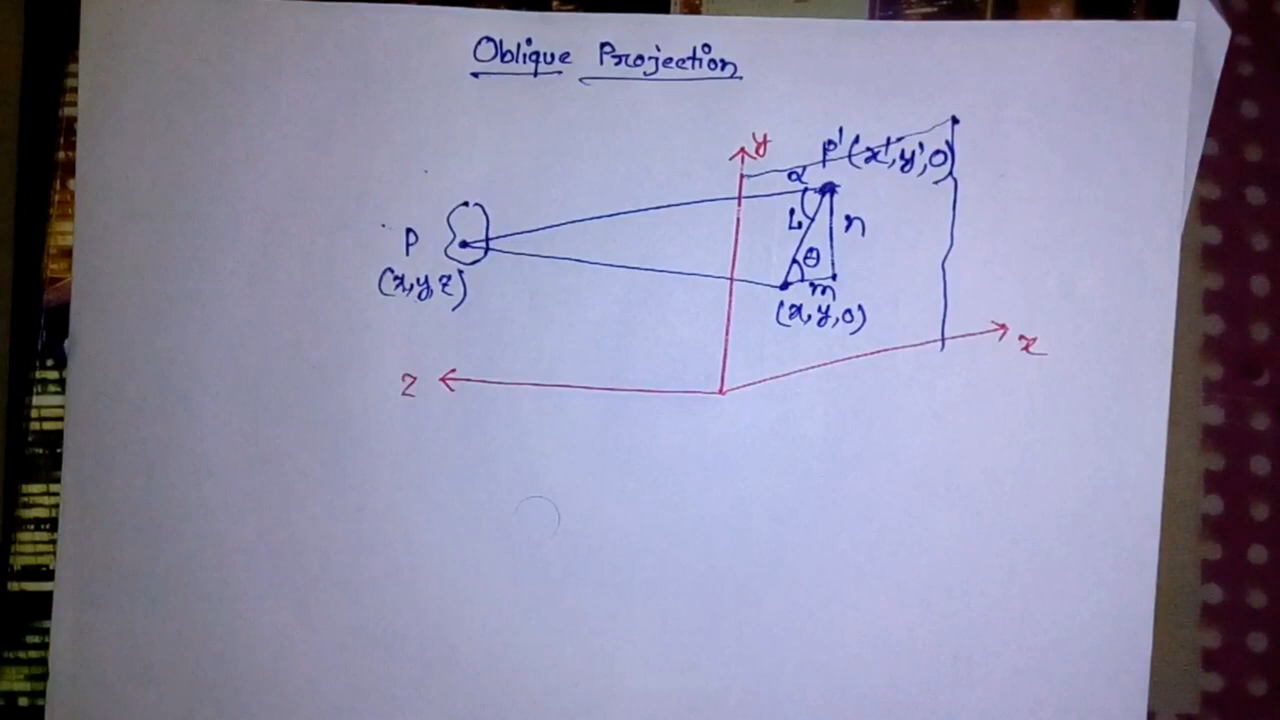 Oblique Projection
y
P'(x',y',0)
α
L
n
P
θ
(x,y,z)
m
(x,y,0)
x
z